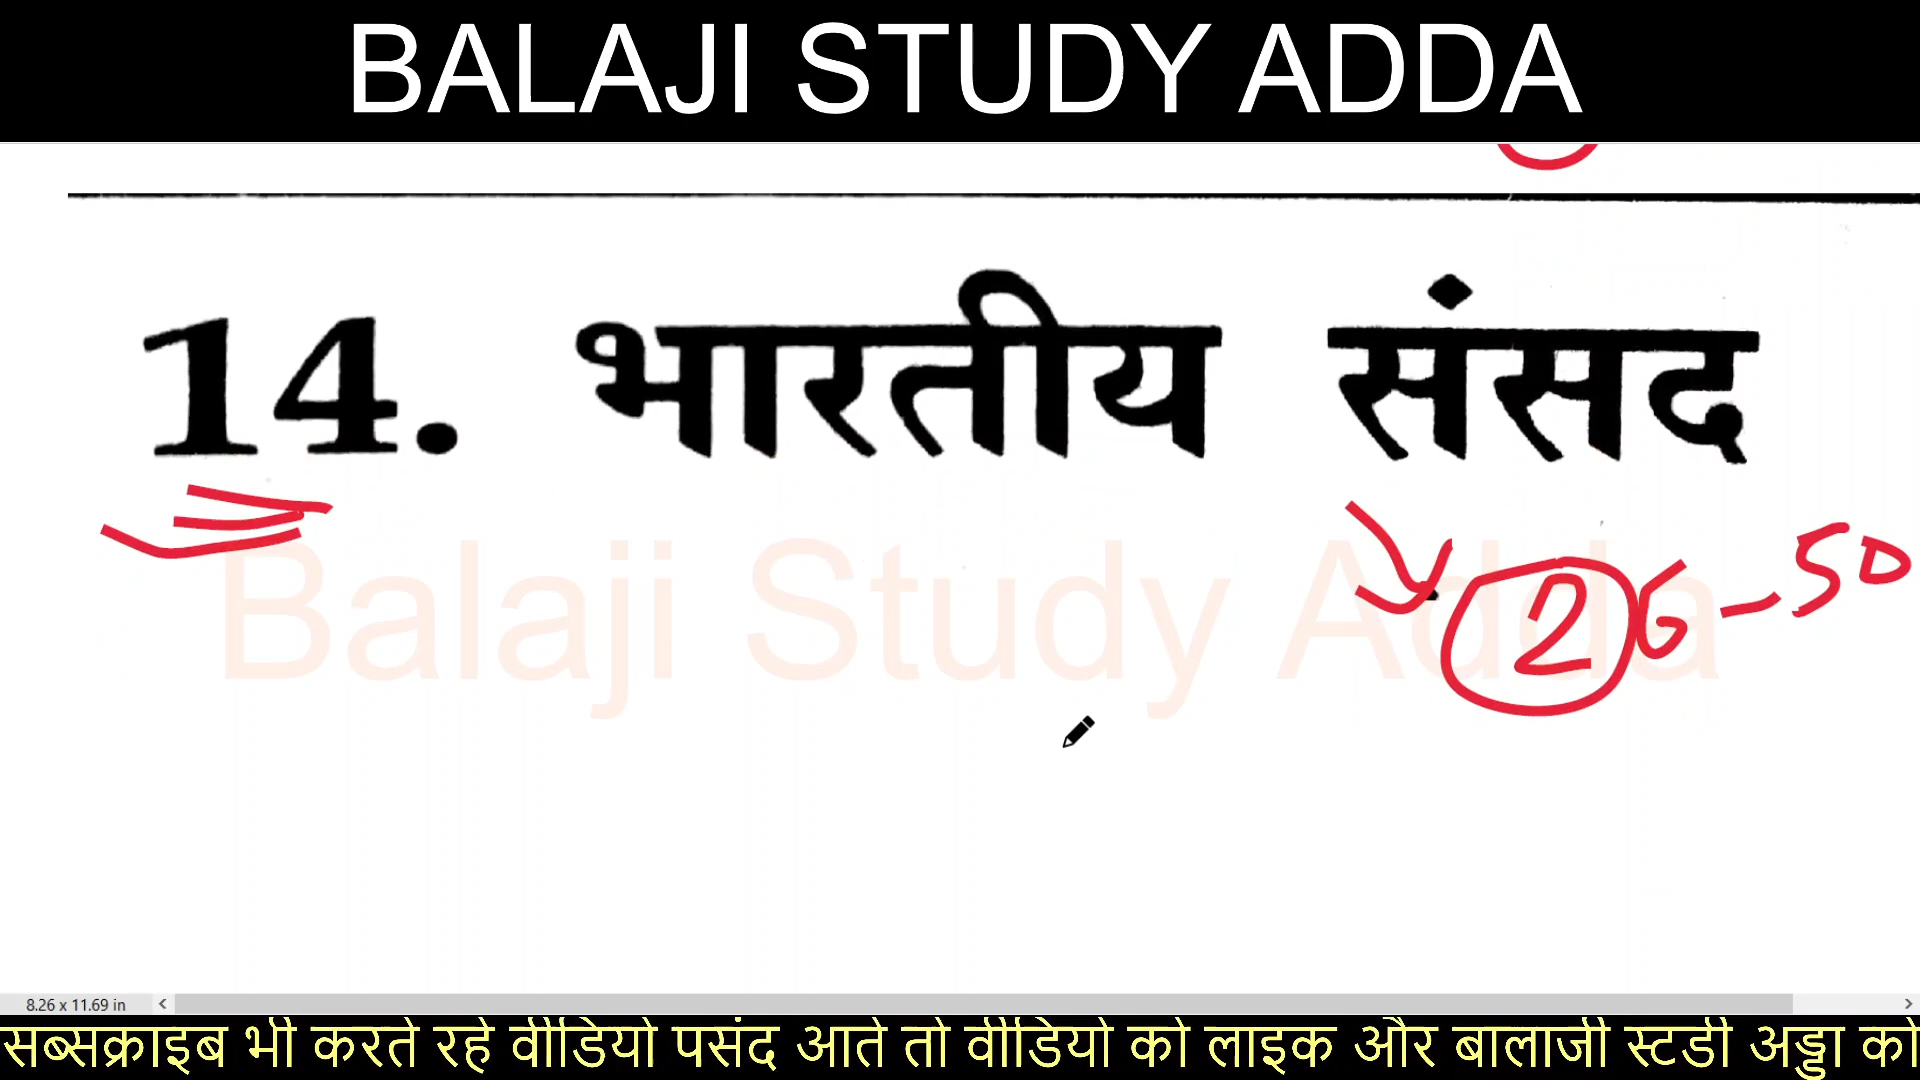 BALAJI STUDY ADDA
14. भारतीय संसद
26-50
Balaji Study Adda
8.26 x 11.69 in
सब्सक्राइब भी करते रहे वीडियो पसंद आते तो वीडियो को लाइक और बालाजी स्टडी अड्डा को